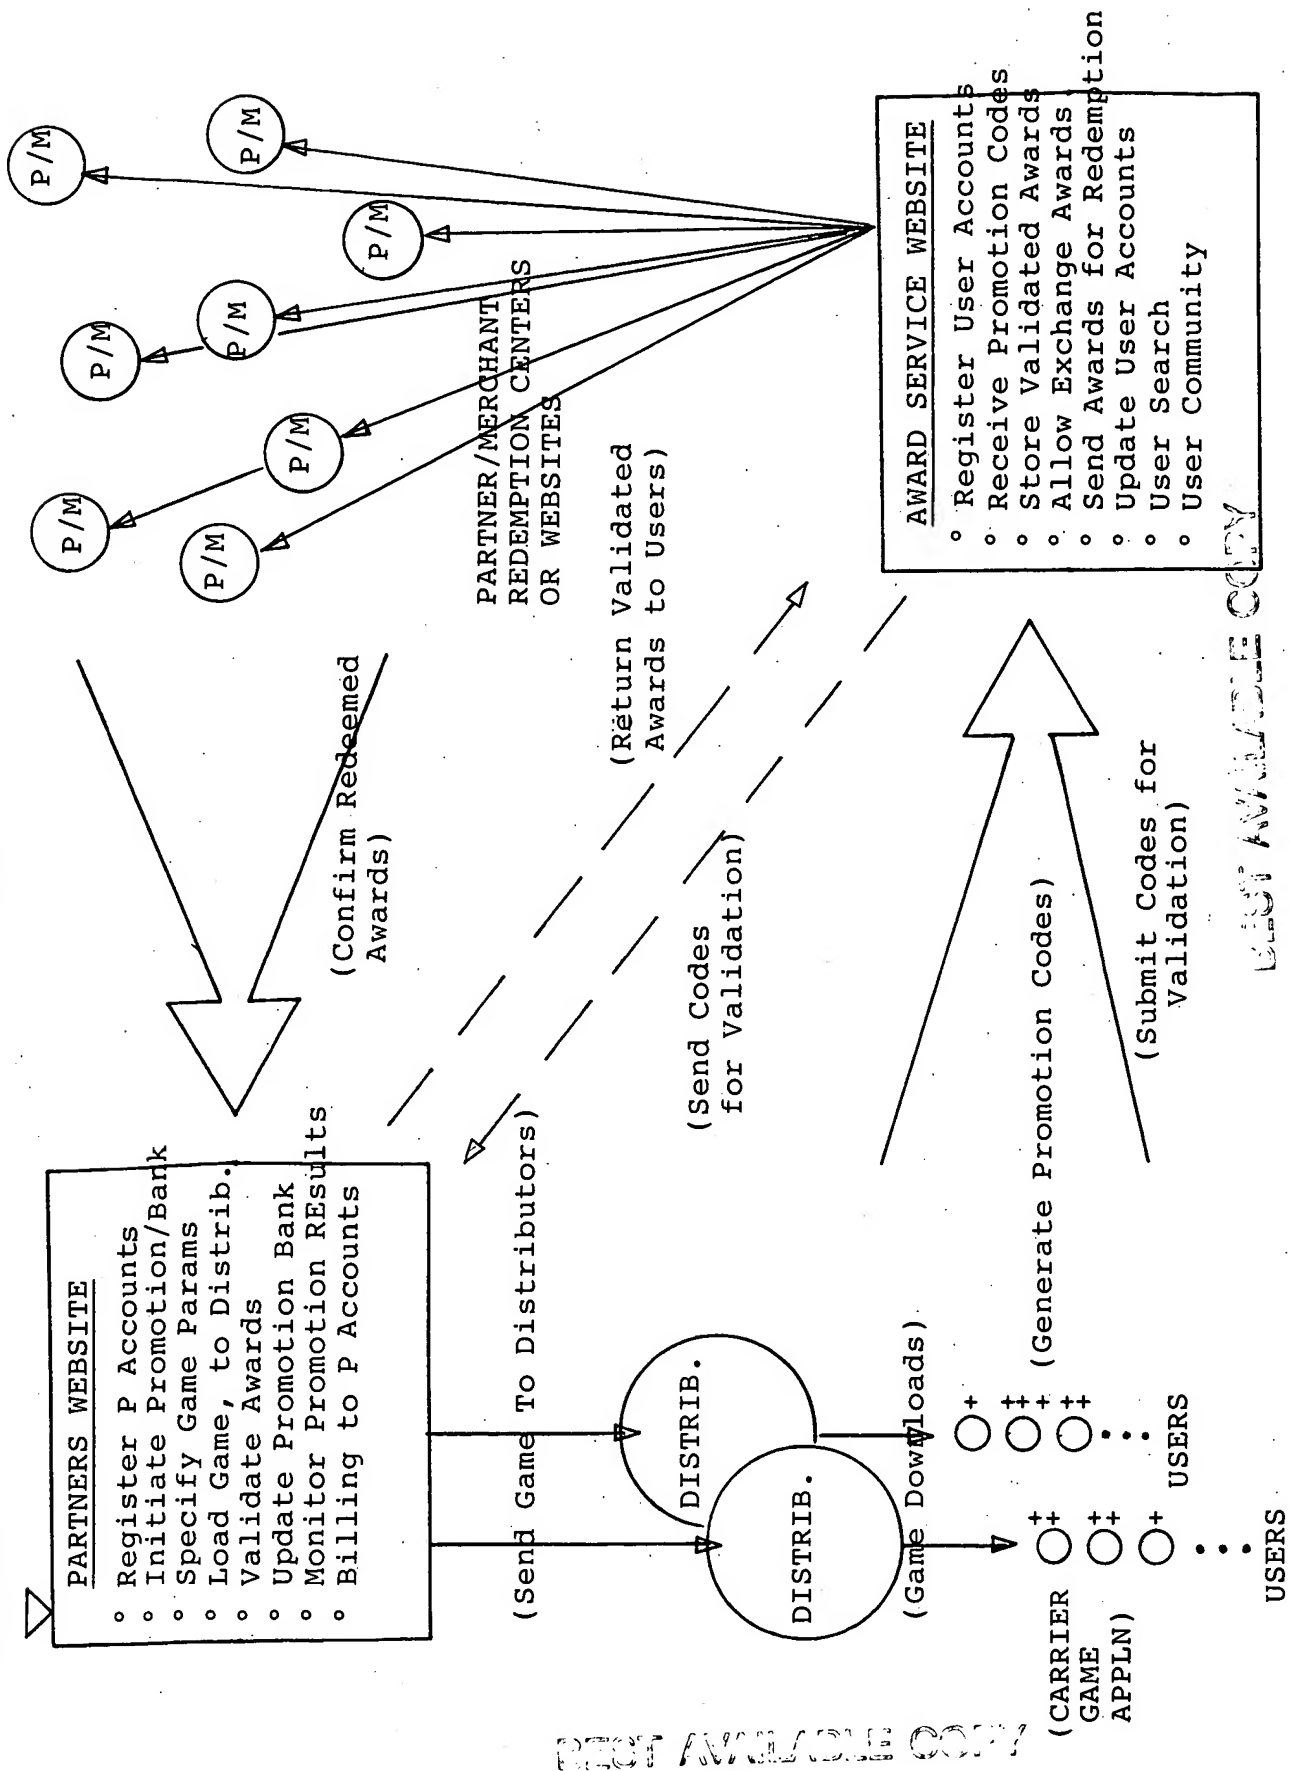 PARTNERS WEBSITE
° Register P Accounts
° Initiate Promotion/Bank
° Specify Game Params
° Load Game, to Distrib.
° Validate Awards
° Update Promotion Bank
° Monitor Promotion REsults
° Billing to P Accounts
(Send Game To Distributors)
DISTRIB.
DISTRIB.
(Game Downloads)
(CARRIER
GAME
APPLN)
USERS
USERS
(Generate Promotion Codes)
(Submit Codes for
Validation)
(Send Codes
for Validation)
(Return Validated
Awards to Users)
(Confirm Redeemed
Awards)
P/M
P/M
P/M
P/M
P/M
P/M
P/M
P/M
PARTNER/MERCHANT
REDEMPTION CENTERS
OR WEBSITES
AWARD SERVICE WEBSITE
° Register User Accounts
° Receive Promotion Codes
° Store Validated Awards
° Allow Exchange Awards
° Send Awards for Redemption
° Update User Accounts
° User Search
° User Community
BEST AVAILABLE COPY
BEST AVAILABLE COPY